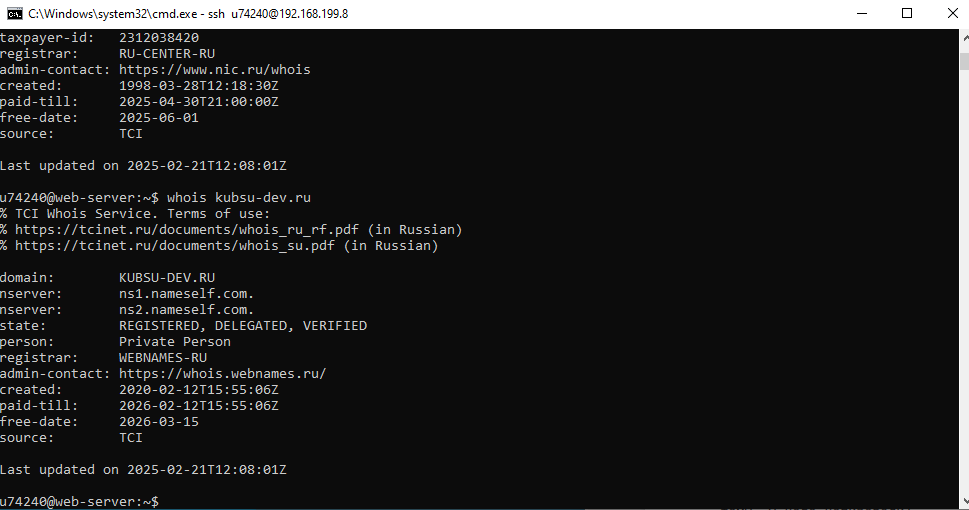 C:\Windows\system32\cmd.exe - ssh  u74240@192.168.199.8
taxpayer-id:   2312038420
registrar:     RU-CENTER-RU
admin-contact: https://www.nic.ru/whois
created:       1998-03-28T12:18:30Z
paid-till:     2025-04-30T21:00:00Z
free-date:     2025-06-01
source:        TCI
Last updated on 2025-02-21T12:08:01Z
u74240@web-server:~$ whois kubsu-dev.ru
% TCI Whois Service. Terms of use:
% https://tcinet.ru/documents/whois_ru_rf.pdf (in Russian)
% https://tcinet.ru/documents/whois_su.pdf (in Russian)
domain:        KUBSU-DEV.RU
nserver:       ns1.nameself.com.
nserver:       ns2.nameself.com.
state:         REGISTERED, DELEGATED, VERIFIED
person:        Private Person
registrar:     WEBNAMES-RU
admin-contact: https://whois.webnames.ru/
created:       2020-02-12T15:55:06Z
paid-till:     2026-02-12T15:55:06Z
free-date:     2026-03-15
source:        TCI
Last updated on 2025-02-21T12:08:01Z
u74240@web-server:~$